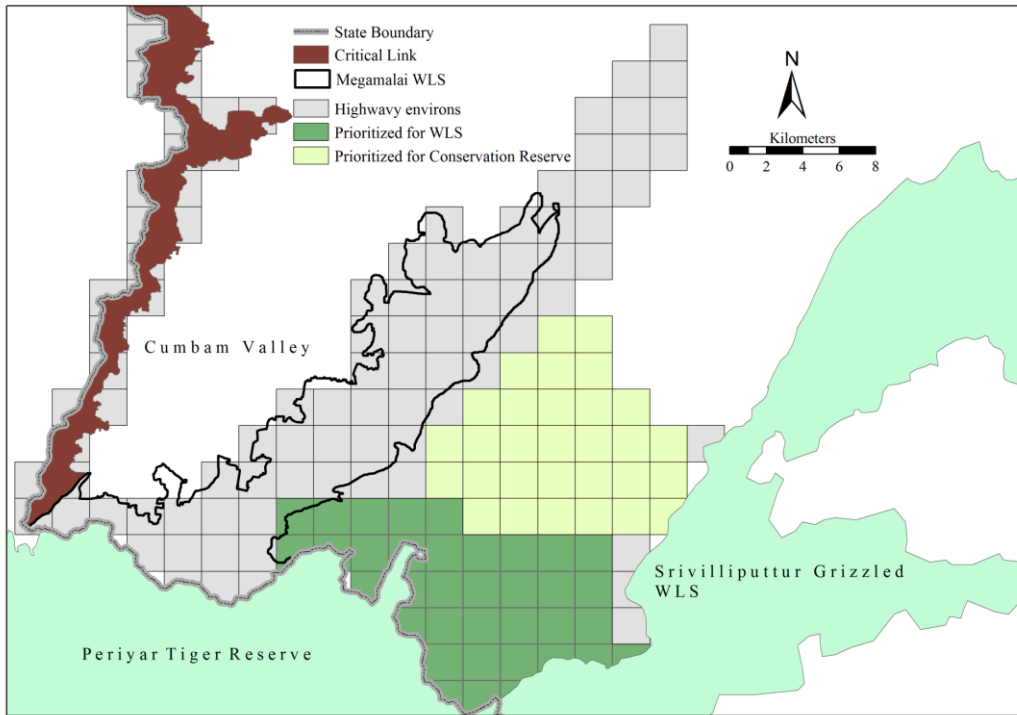 State Boundary
Critical Link
Megamalai WLS
Highwavy environs
Prioritized for WLS
Prioritized for Conservation Reserve
N
Kilometers
0 2 4 6 8
Cumbam Valley
Srivilliputtur Grizzled
WLS
Periyar Tiger Reserve